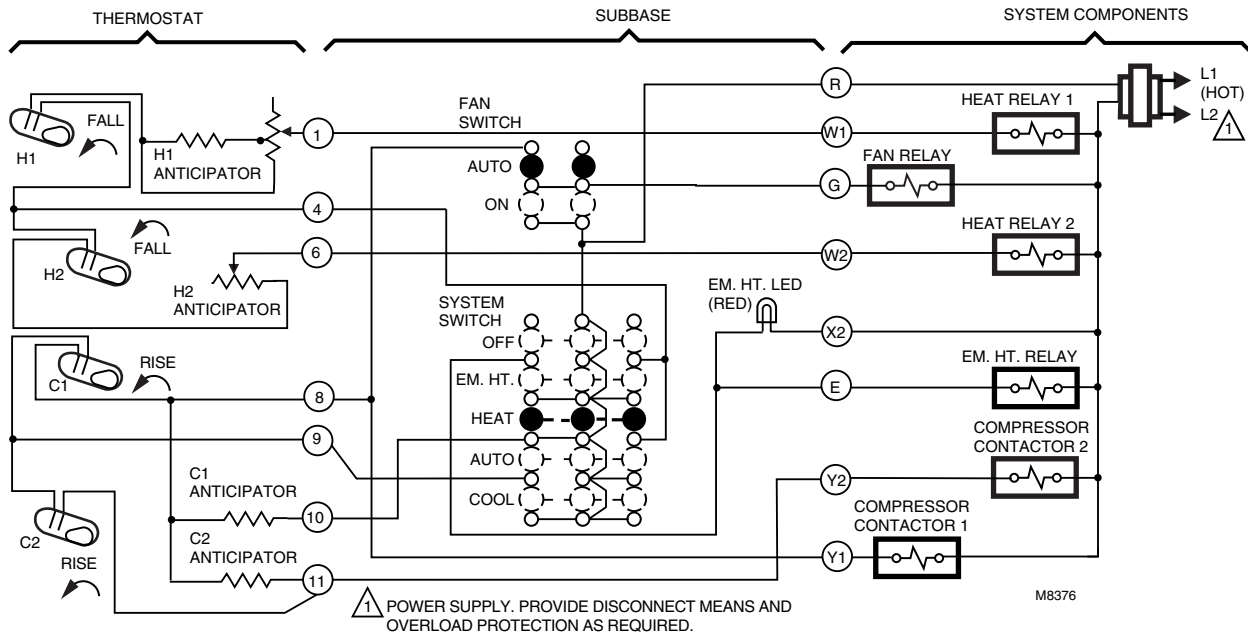 THERMOSTAT
SUBBASE
SYSTEM COMPONENTS
H1
FALL
H1
ANTICIPATOR
1
FAN
SWITCH
AUTO
ON
R
L1
(HOT)
L2
1
HEAT RELAY 1
W1
FAN RELAY
G
4
H2
FALL
H2
ANTICIPATOR
6
HEAT RELAY 2
W2
EM. HT. LED
(RED)
X2
SYSTEM
SWITCH
OFF
EM. HT.
HEAT
AUTO
COOL
C1
RISE
8
EM. HT. RELAY
E
9
COMPRESSOR
CONTACTOR 2
Y2
C1
ANTICIPATOR
10
C2
RISE
C2
ANTICIPATOR
11
COMPRESSOR
CONTACTOR 1
Y1
1 POWER SUPPLY. PROVIDE DISCONNECT MEANS AND
OVERLOAD PROTECTION AS REQUIRED.
M8376